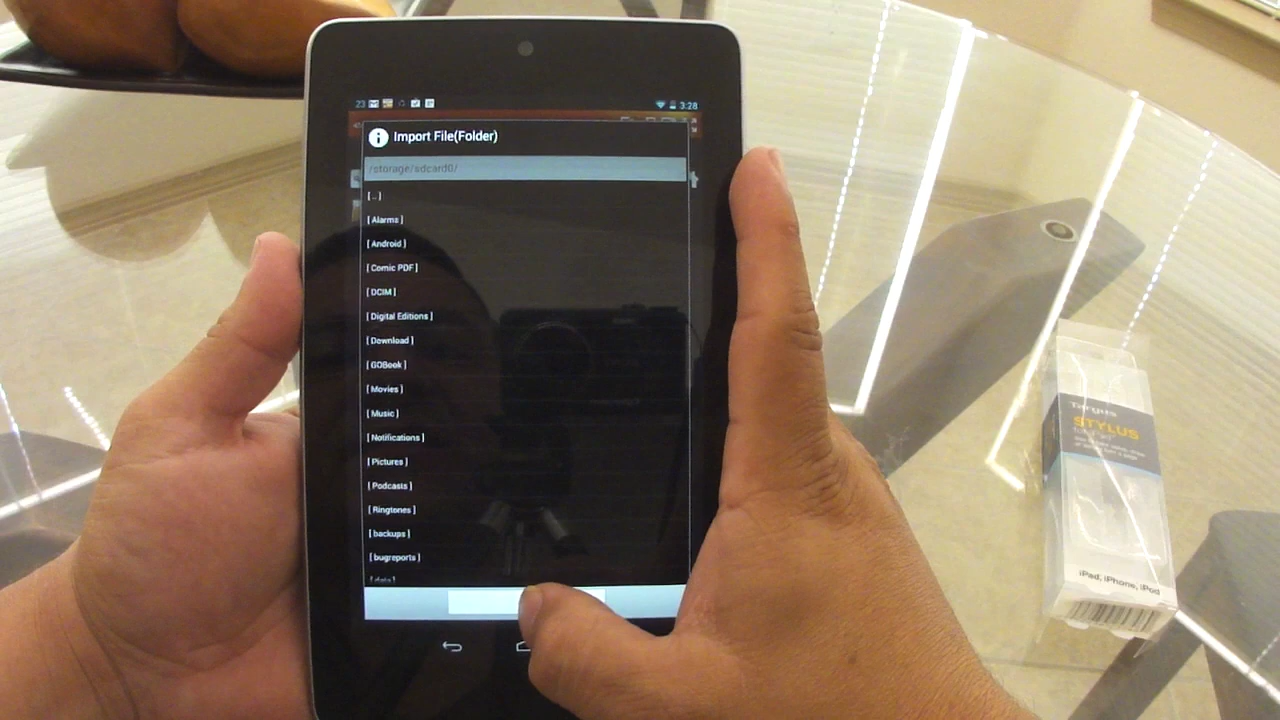 23
3:28
Import File(Folder)
/storage/sdcard0/
[ .. ]
[ Alarms ]
[ Android ]
[ Comic PDF ]
[ DCIM ]
[ Digital Editions ]
[ Download ]
[ GOBook ]
[ Movies ]
[ Music ]
[ Notifications ]
[ Pictures ]
[ Podcasts ]
[ Ringtones ]
[ backups ]
[ bugreports ]
Targus
STYLUS
iPad, iPhone, iPod